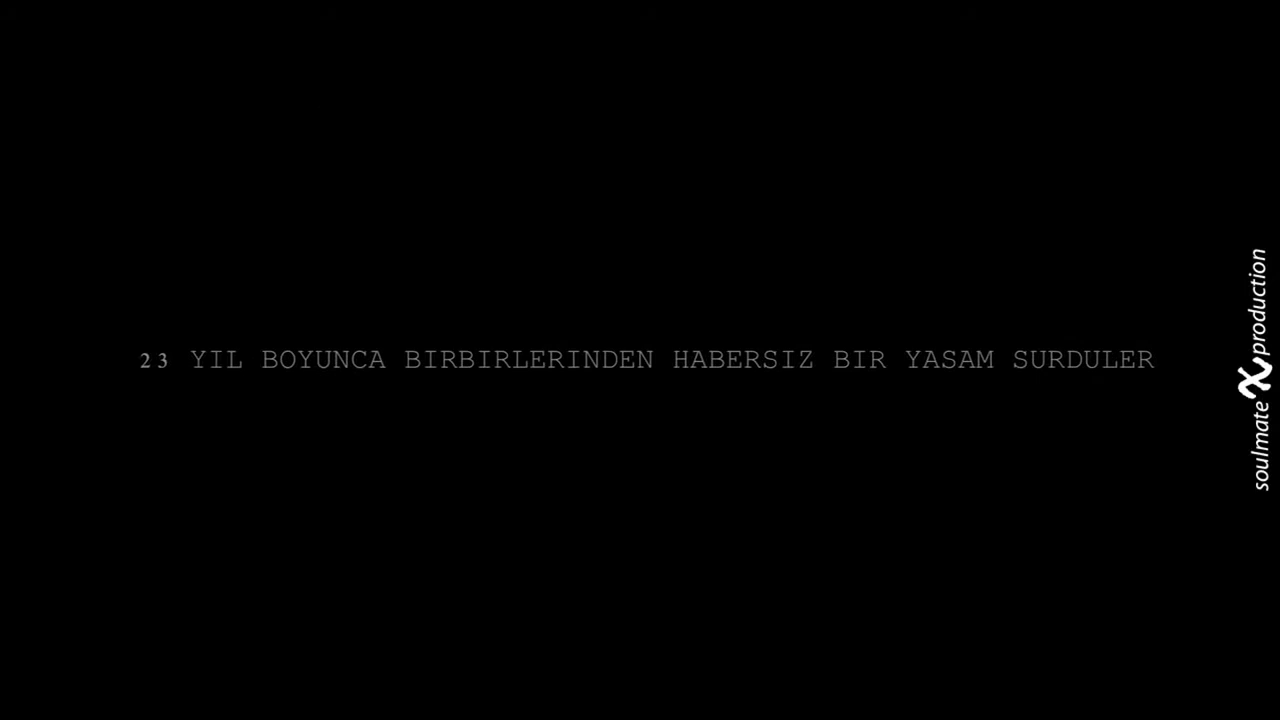 23 YIL BOYUNCA BIRBIRLERINDEN HABERSIZ BIR YASAM SURDULER
soulmate production